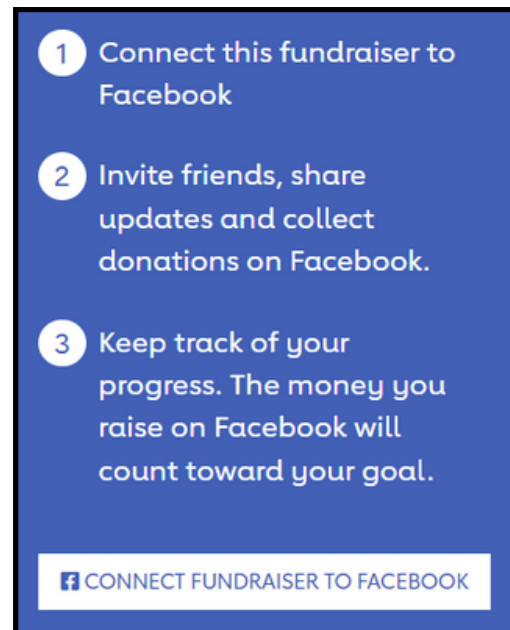 1 Connect this fundraiser to
Facebook
2 Invite friends, share
updates and collect
donations on Facebook.
3 Keep track of your
progress. The money you
raise on Facebook will
count toward your goal.
CONNECT FUNDRAISER TO FACEBOOK